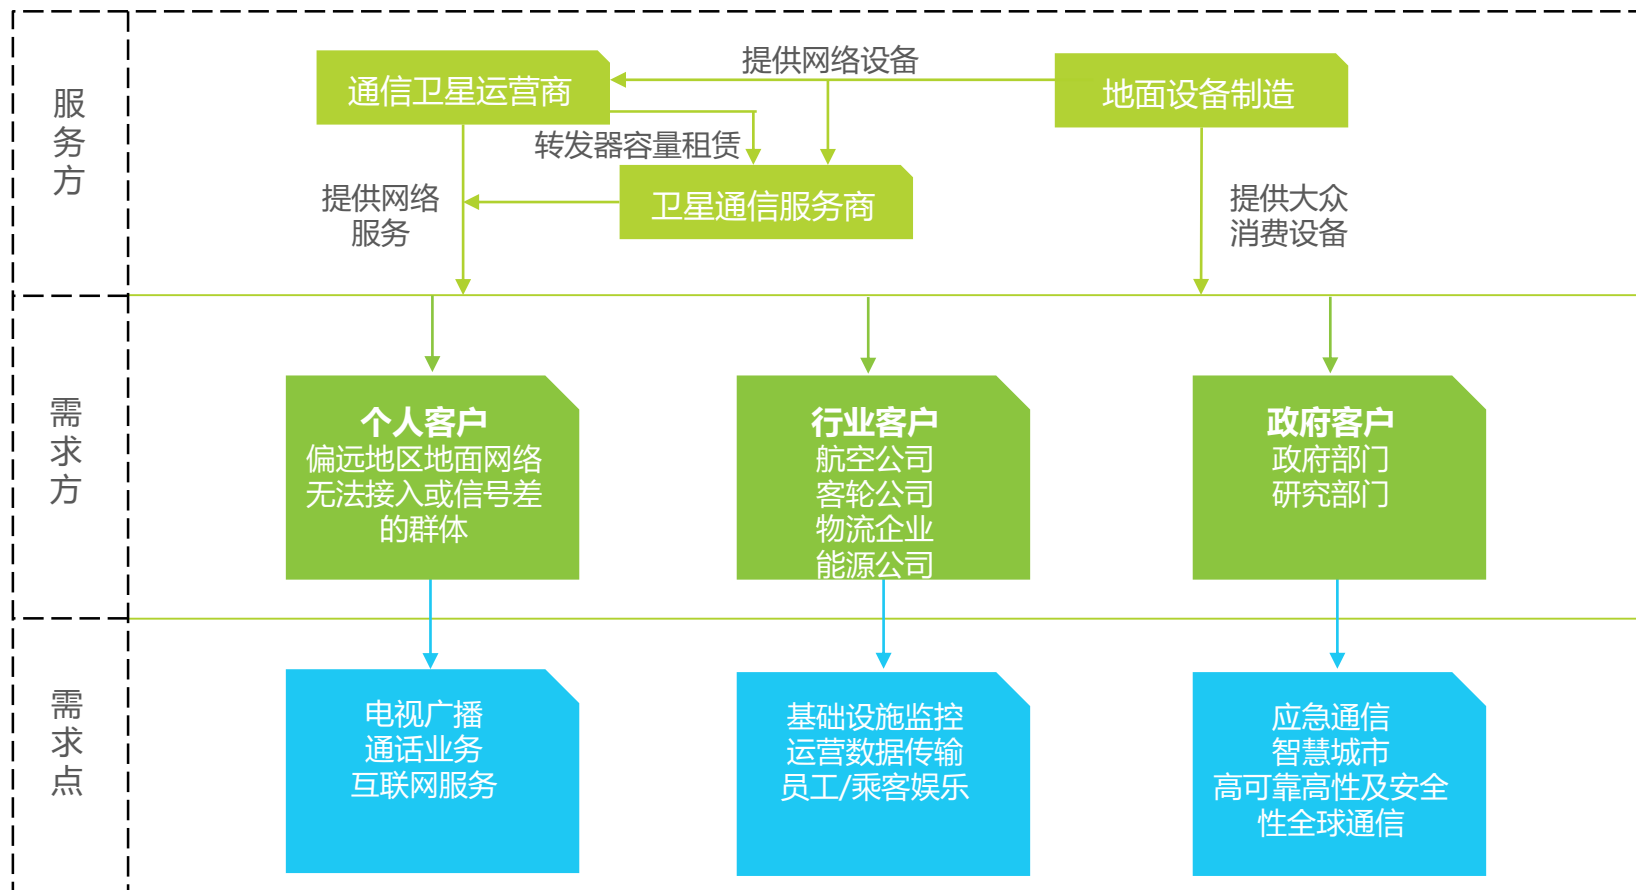 服务方
提供网络设备
通信卫星运营商
地面设备制造
转发器容量租赁
卫星通信服务商
提供网络
服务
提供大众
消费设备
需求方
个人客户
偏远地区地面网络
无法接入或信号差
的群体
行业客户
航空公司
客轮公司
物流企业
能源公司
政府客户
政府部门
研究部门
需求点
电视广播
通话业务
互联网服务
基础设施监控
运营数据传输
员工/乘客娱乐
应急通信
智慧城市
高可靠高性及安全
性全球通信